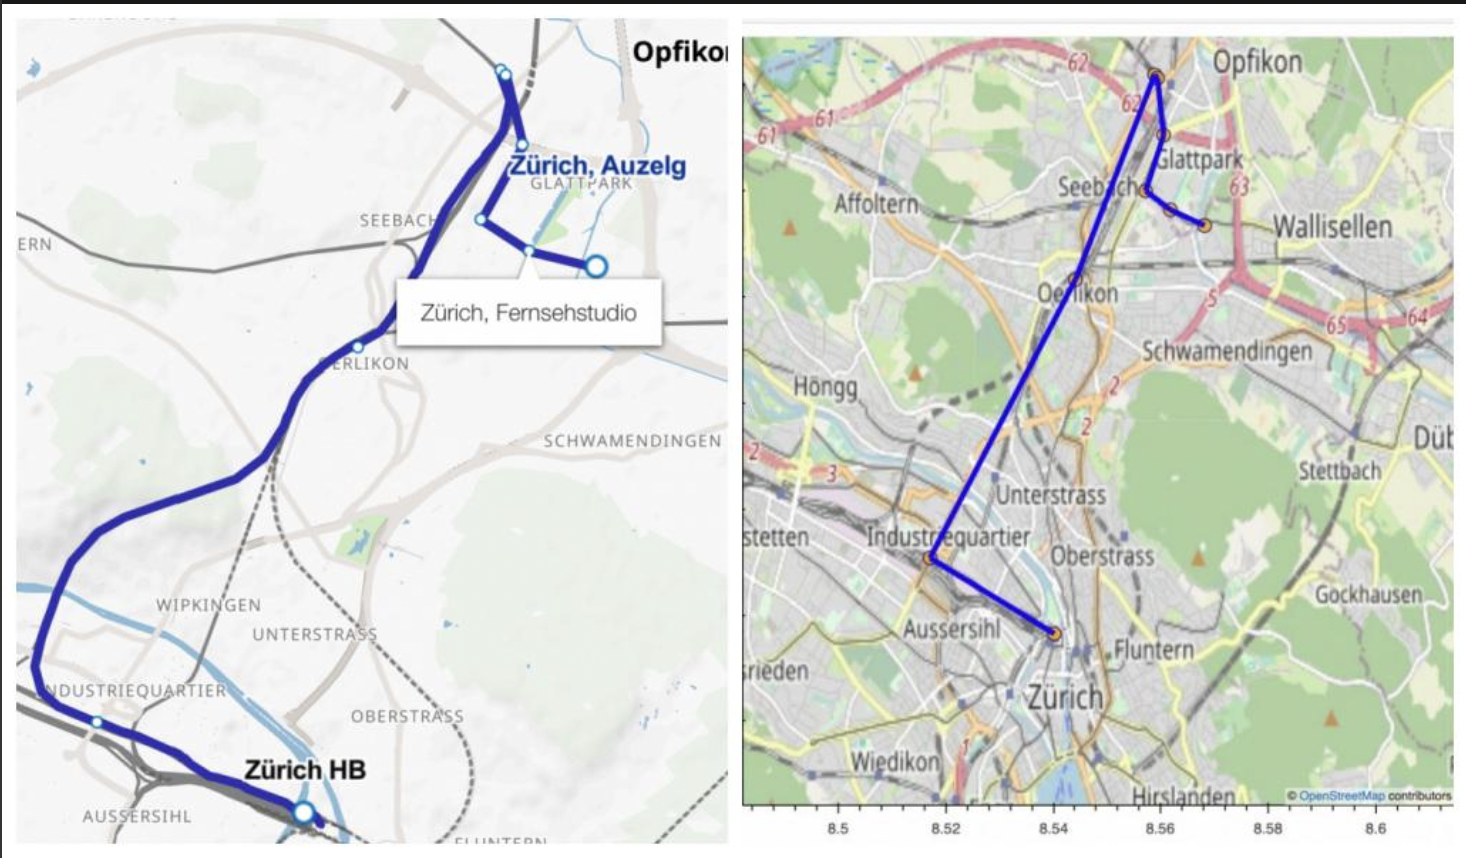 Opfikon
Zürich, Auzelg
GLATTPARK
SEEBACH
ERN
Zürich, Fernsehstudio
OERLIKON
SCHWAMENDINGEN
WIPKINGEN
UNTERSTRASS
NDUSTRIEQUARTIER
OBERSTRASS
Zürich HB
AUSSERSIHL
FLUNTERN
62
Opfikon
61
61
62
Glattpark
Seebach
63
Affoltern
Wallisellen
Oerlikon
5
65
64
Schwamendingen
Höngg
2
2
Düb
2
3
Stettbach
Unterstrass
stetten
Industriequartier
Oberstrass
Gockhausen
Aussersihl
Fluntern
srieden
Zürich
1
Wiedikon
Hirslanden
© OpenStreetMap contributors
8.5
8.52
8.54
8.56
8.58
8.6